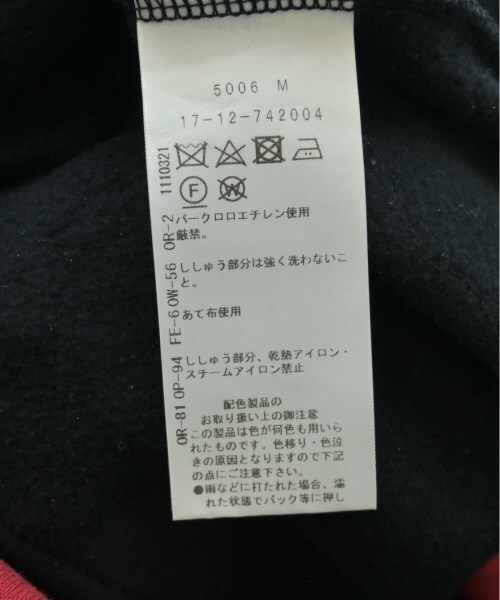 5006 M
17-12-742004
F
W
パークロロエチレン使用
厳禁。
ししゅう部分は強く洗わないこ
と。
あて布使用
ししゅう部分、乾熱アイロン・
スチームアイロン禁止
配色製品の
お取り扱い上の御注意
この製品は色が何色も用いら
れたものです。色移り・色泣
きの原因となりますので下記
の点にご注意下さい。
●雨などに打たれた場合、濡
れた状態でバック等に押し
OR-81 OP-94 FE-6 OW-56 OR-2 1110321